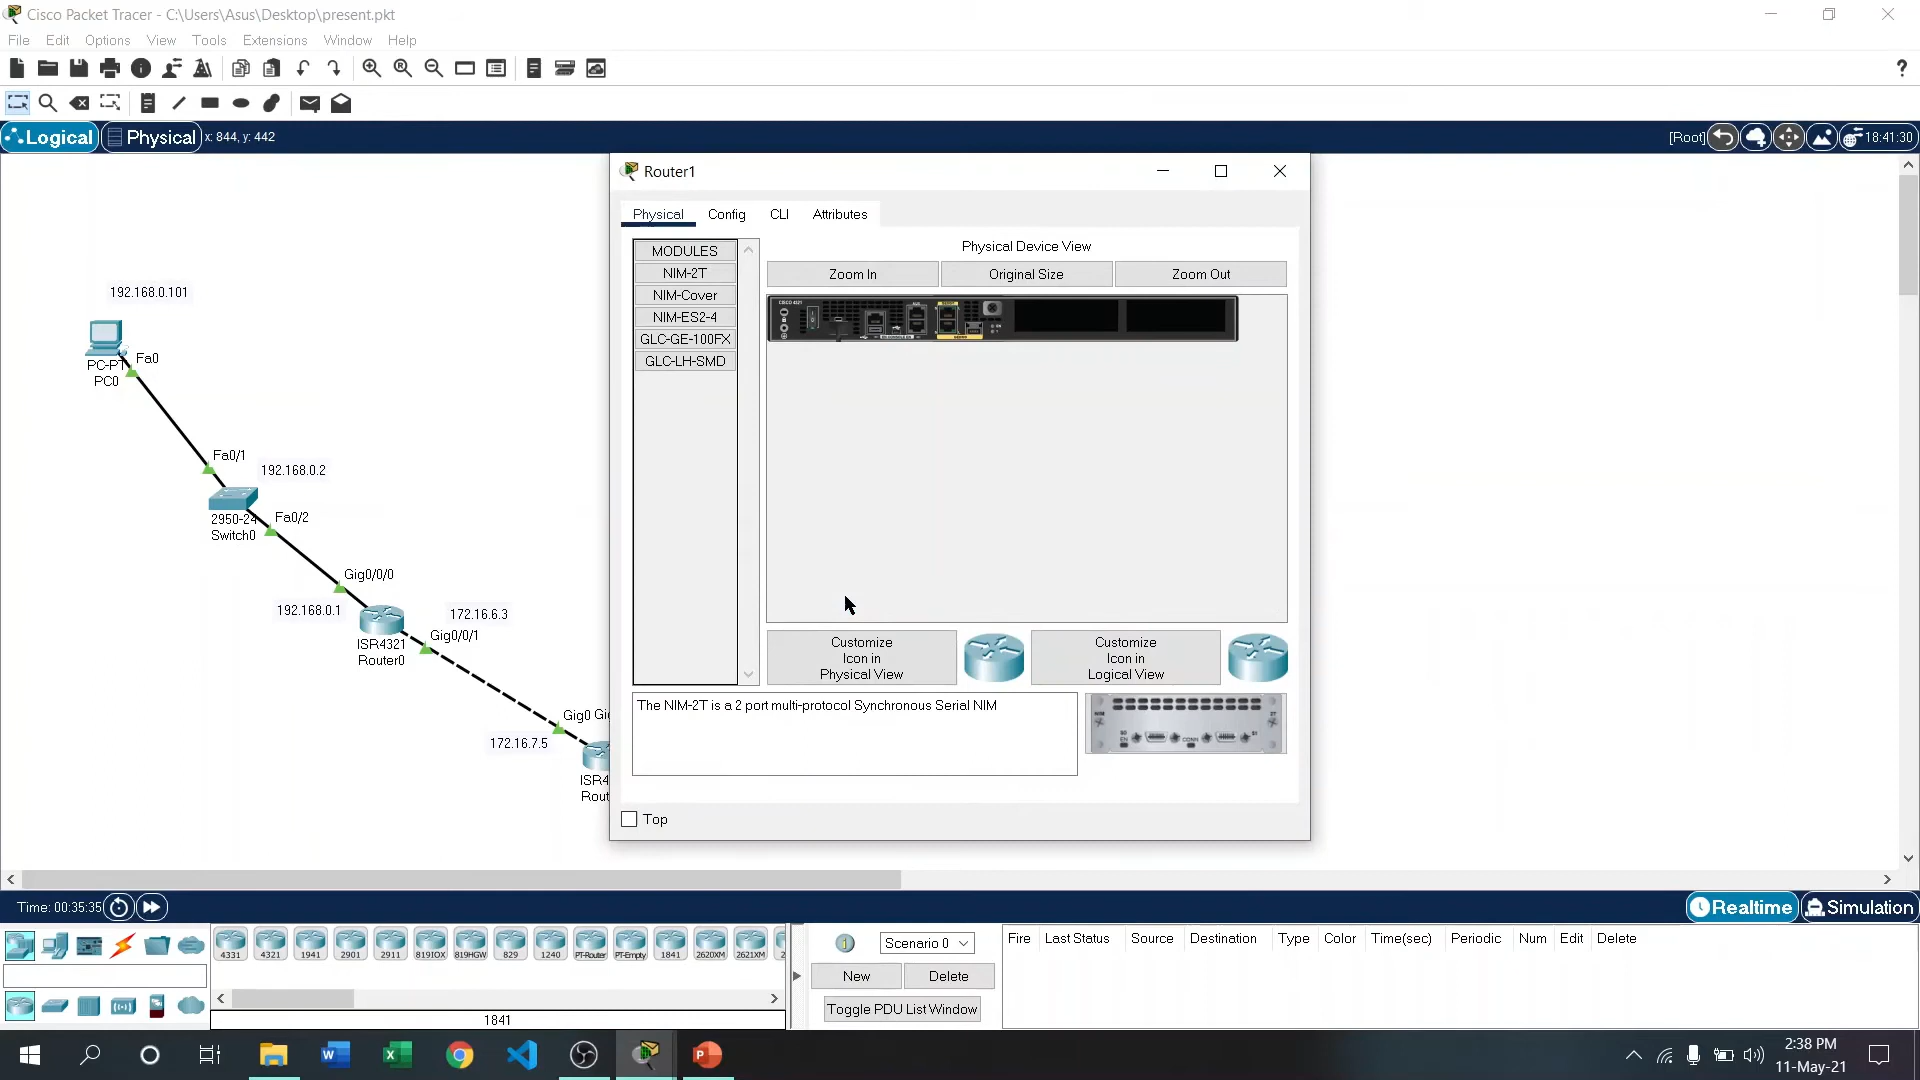 Cisco Packet Tracer - C:\Users\Asus\Desktop\present.pkt
File Edit Options View Tools Extensions Window Help
?
Logical Physical x: 844, y: 442 [Root] 18:41:30
Router1
Physical Config CLI Attributes
MODULES
NIM-2T
NIM-Cover
NIM-ES2-4
GLC-GE-100FX
GLC-LH-SMD
Physical Device View
Zoom In Original Size Zoom Out
CISCO 4321
Customize
Icon in
Physical View
Customize
Icon in
Logical View
The NIM-2T is a 2 port multi-protocol Synchronous Serial NIM
Top
192.168.0.101
Fa0
PC-PT
PC0
Fa0/1
192.168.0.2
2950-24
Switch0
Fa0/2
Gig0/0/0
192.168.0.1
172.16.6.3
Gig0/0/1
ISR4321
Router0
Gig0 Gi
172.16.7.5
ISR4
Rout
Time: 00:35:35 Realtime Simulation
4331 4321 1941 2901 2911 819IOX 819HGW 829 1240 PT-Router PT-Empty 1841 2620XM 2621XM 2
1841
1 Scenario 0
New Delete
Toggle PDU List Window
Fire Last Status Source Destination Type Color Time(sec) Periodic Num Edit Delete
2:38 PM
11-May-21